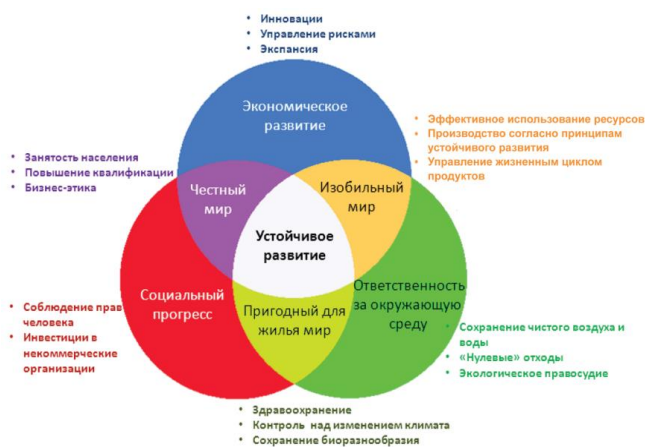 • Инновации
• Управление рисками
• Экспансия
Экономическое
развитие
• Эффективное использование ресурсов
• Производство согласно принципам
устойчивого развития
• Управление жизненным циклом
продуктов
• Занятость населения
• Повышение квалификации
• Бизнес-этика
Честный
мир
Изобильный
мир
Устойчивое
развитие
Социальный
прогресс
Пригодный для
жилья мир
Ответственность
за окружающую
среду
• Соблюдение прав
человека
• Инвестиции в
некоммерческие
организации
• Сохранение чистого воздуха и
воды
• «Нулевые» отходы
• Экологическое правосудие
• Здравоохранение
• Контроль над изменением климата
• Сохранение биоразнообразия